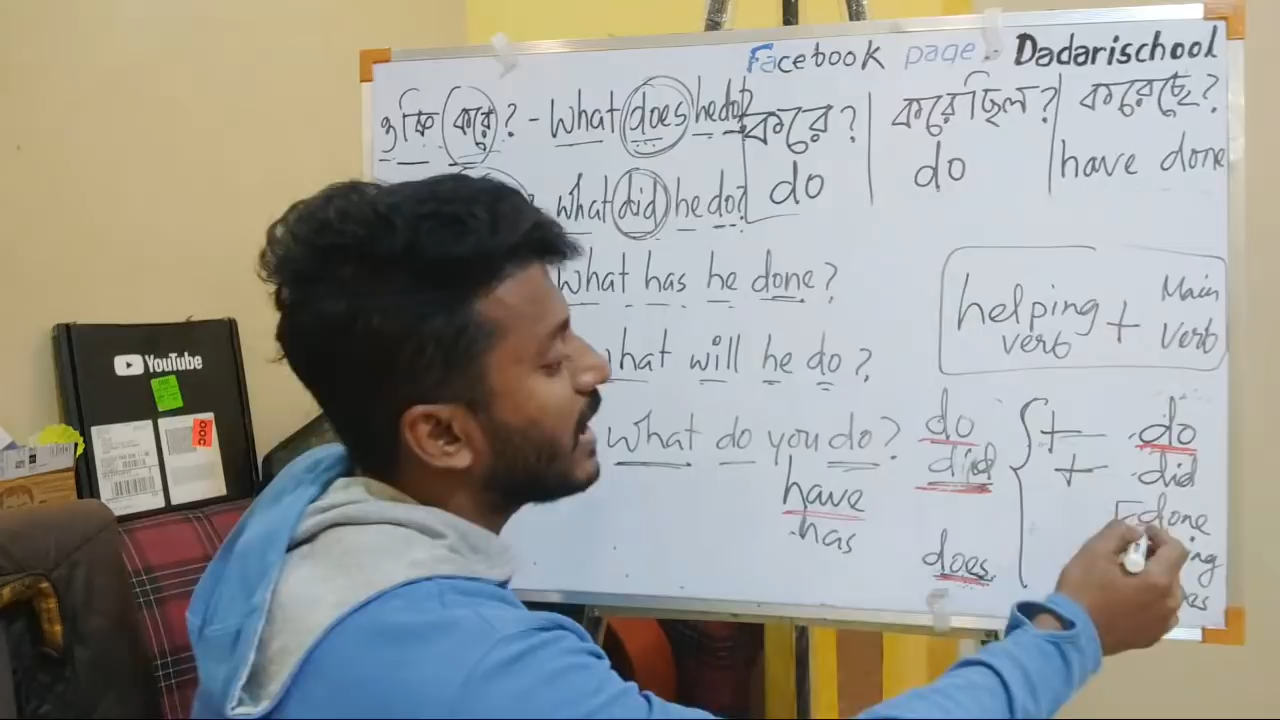 Facebook page:- Dadarischool
ও কি করে? - What does he do?
করে? করেছিল? করেছে?
do do have done
what did he do?
What has he done?
helping verb + Main verb
what will he do?
What do you do?
have
has
do
did
does
+ do
+ did
done
YouTube